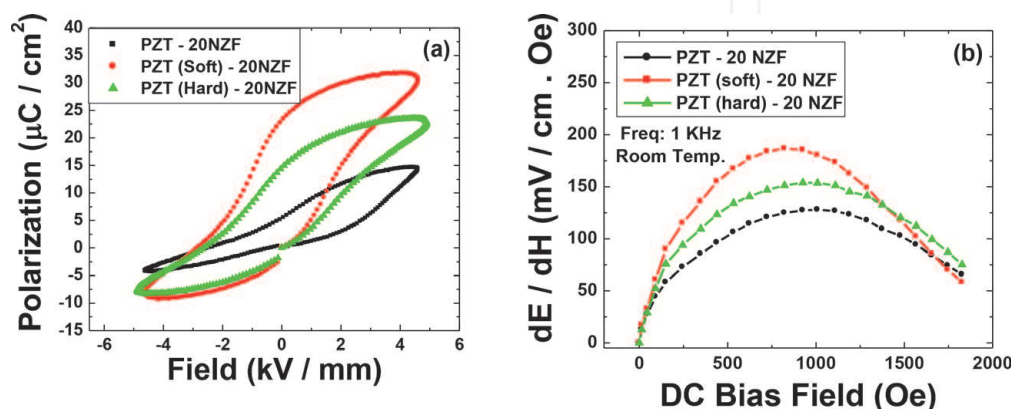 (a)
PZT - 20NZF
PZT (Soft) - 20NZF
PZT (Hard) - 20NZF
Polarization (μC / cm²)
40
35
30
25
20
15
10
5
0
-5
-10
-15
-6 -4 -2 0 2 4 6
Field (kV / mm)
(b)
PZT - 20 NZF
PZT (soft) - 20 NZF
PZT (hard) - 20 NZF
Freq: 1 KHz
Room Temp.
dE / dH (mV / cm . Oe)
300
250
200
150
100
50
0
0 500 1000 1500 2000
DC Bias Field (Oe)